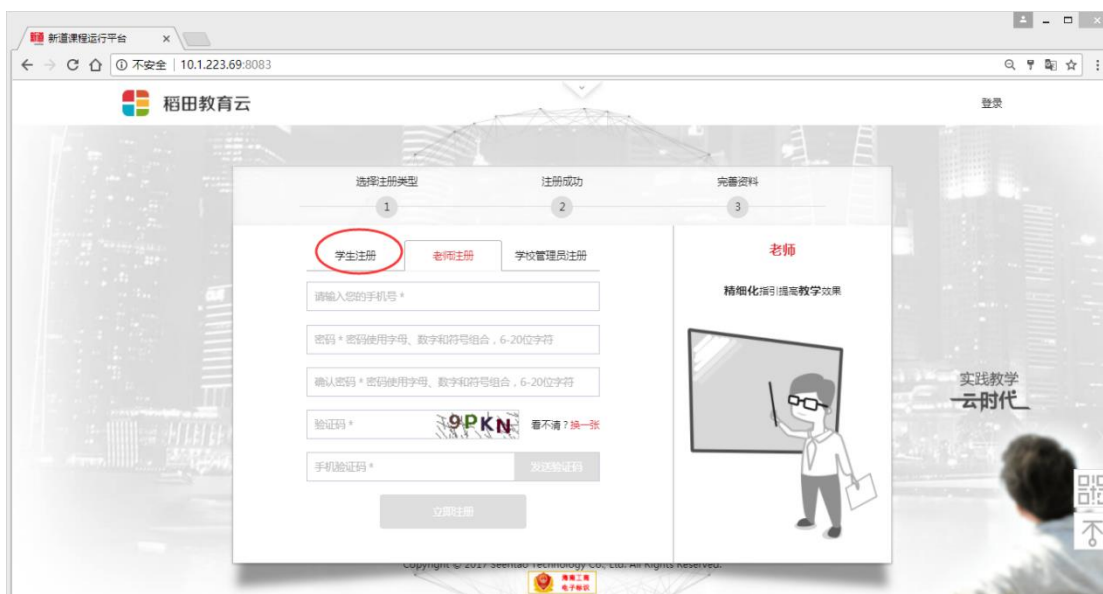 新道课程运行平台
不安全 | 10.1.223.69:8083
稻田教育云
登录
选择注册类型 注册成功 完善资料
1 2 3
学生注册 老师注册 学校管理员注册
请输入您的手机号 *
密码 * 密码使用字母、数字和符号组合，6-20位字符
确认密码 * 密码使用字母、数字和符号组合，6-20位字符
验证码 * 9PKN 看不清？换一张
手机验证码 * 发送验证码
立即注册
老师
精细化指引提高教学效果
实践教学
云时代
Copyright © 2017 Seentao Technology Co., Ltd. All Rights Reserved.
电子标识